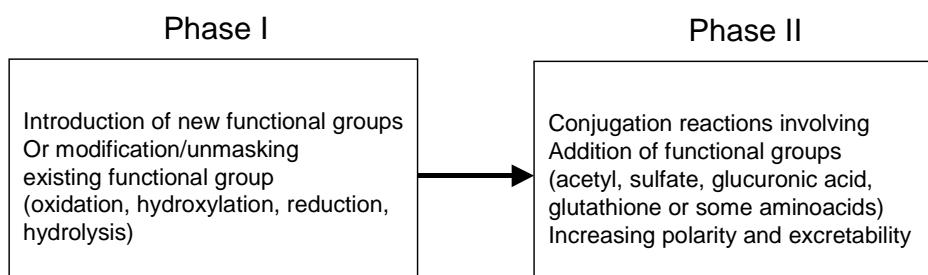 Phase I
Introduction of new functional groups
Or modification/unmasking
existing functional group
(oxidation, hydroxylation, reduction,
hydrolysis)
Phase II
Conjugation reactions involving
Addition of functional groups
(acetyl, sulfate, glucuronic acid,
glutathione or some aminoacids)
Increasing polarity and excretability